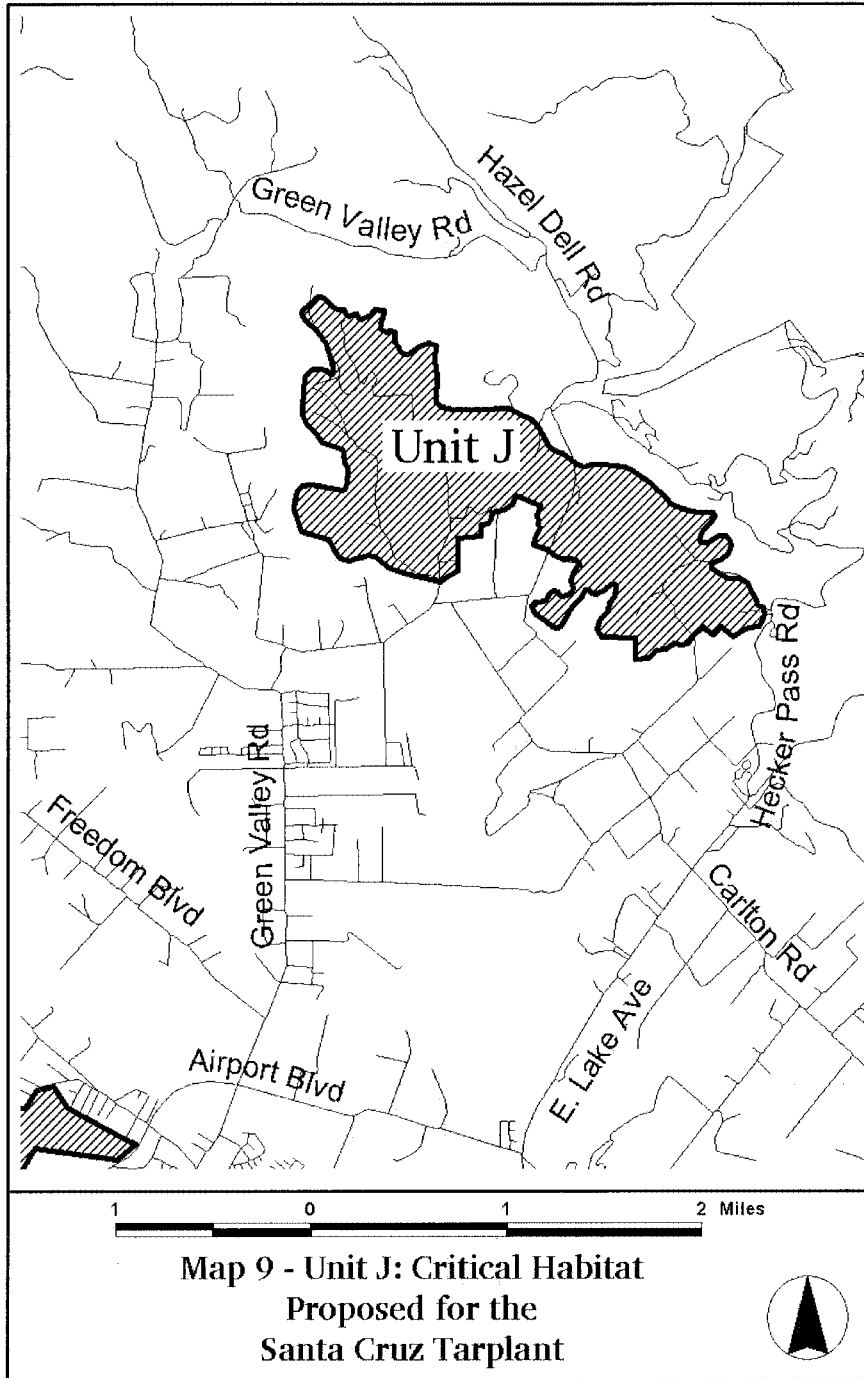 Green Valley Rd
Hazel Dell Rd
Unit J
Hecker Pass Rd
Green Valley Rd
Freedom Blvd
Carlton Rd
E. Lake Ave
Airport Blvd
1 0 1 2 Miles
Map 9 - Unit J: Critical Habitat
Proposed for the
Santa Cruz Tarplant